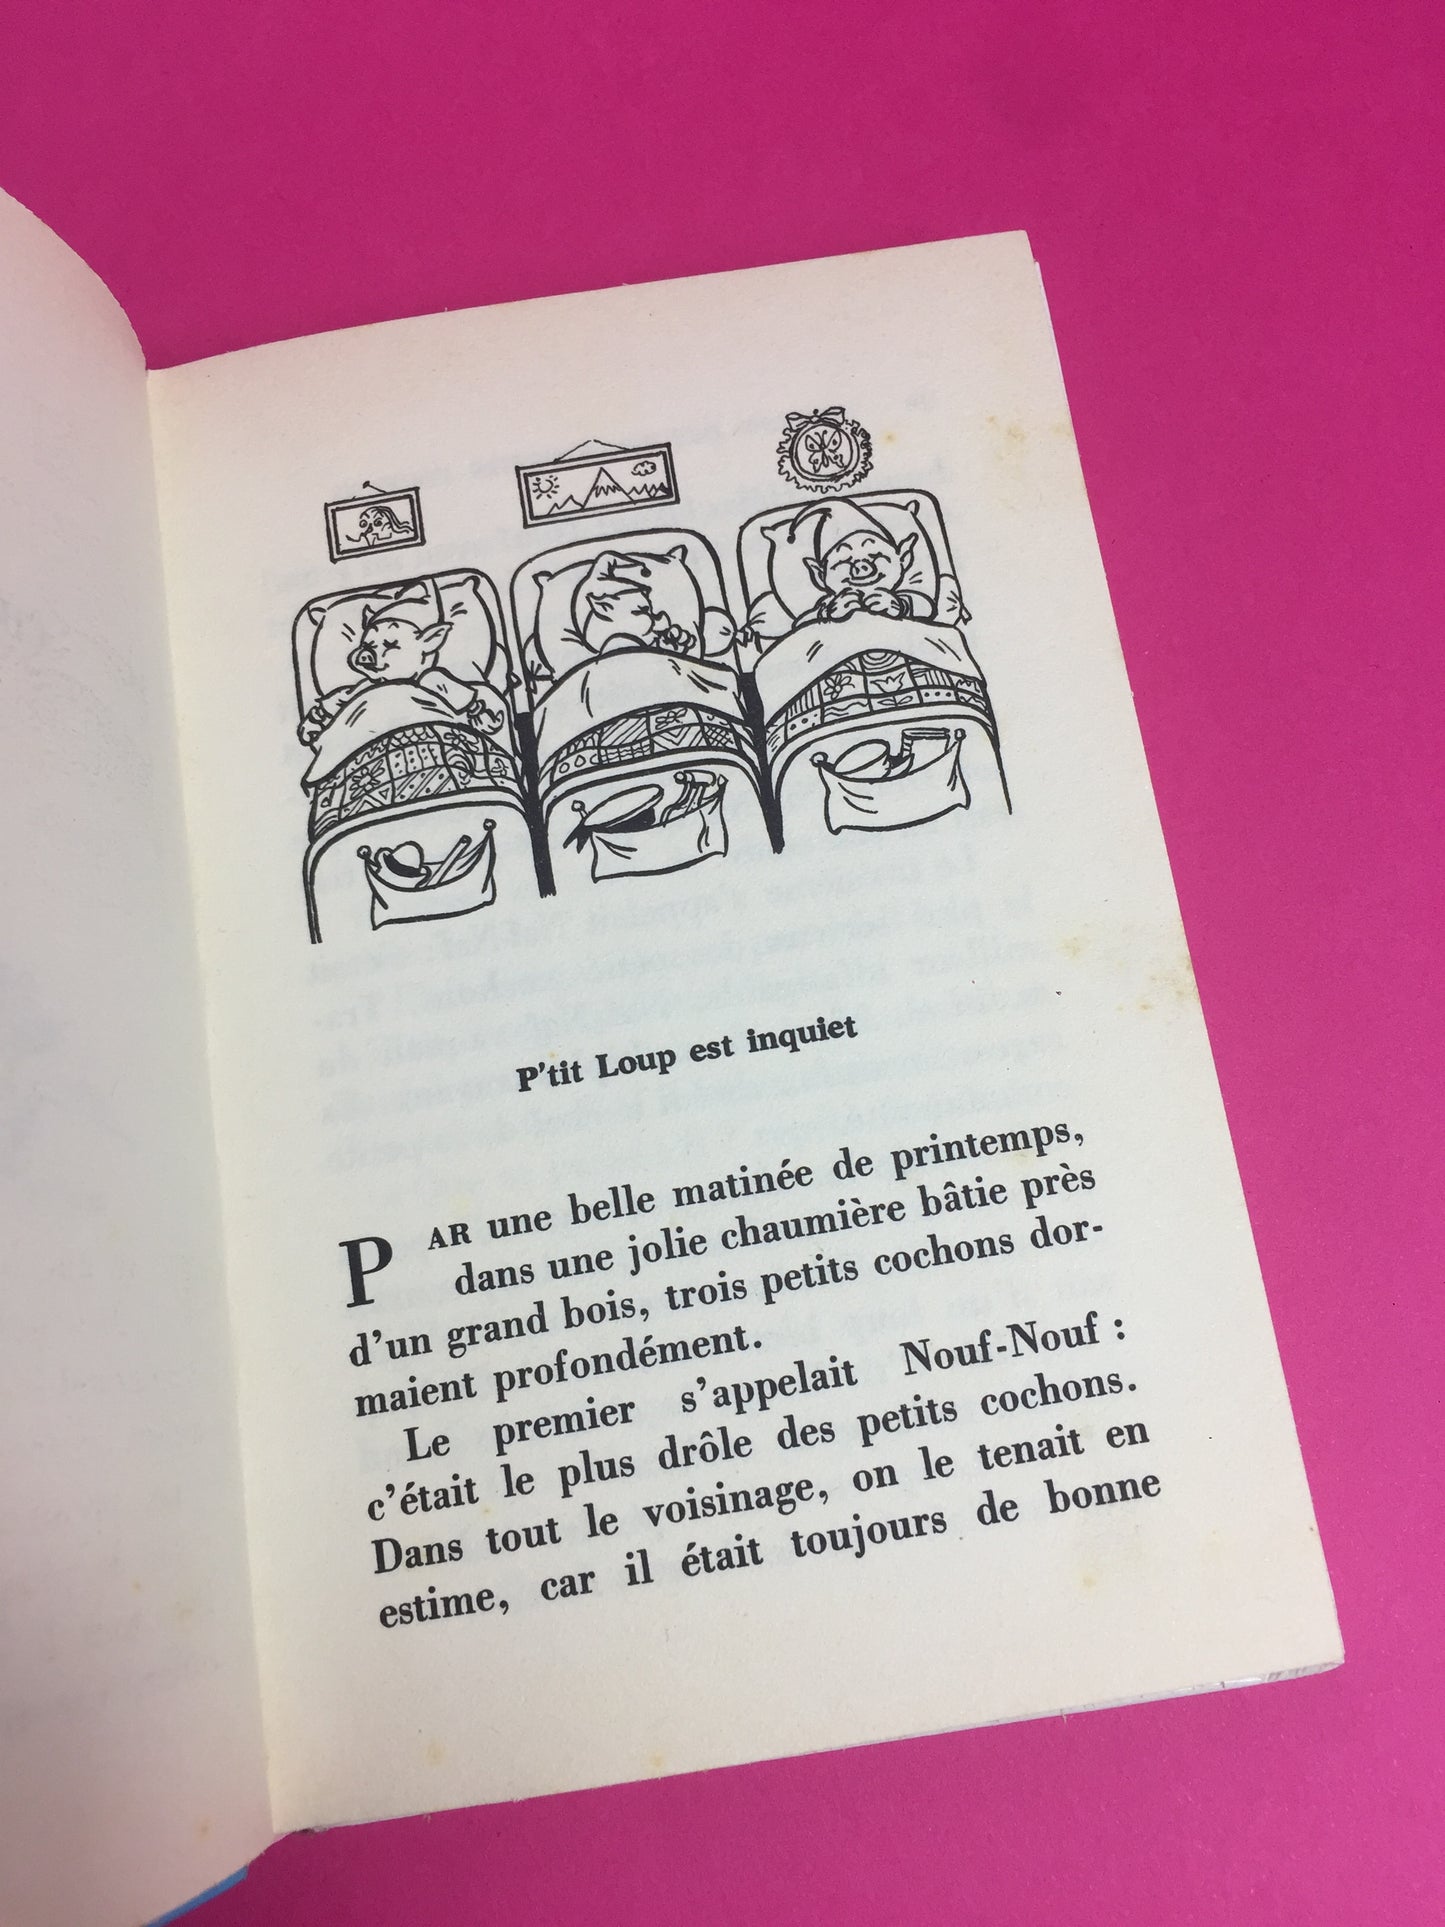 P'tit Loup est inquiet
PAR une belle matinée de printemps,
dans une jolie chaumière bâtie près
d'un grand bois, trois petits cochons dor-
maient profondément.
Le premier s'appelait Nouf-Nouf :
c'était le plus drôle des petits cochons.
Dans tout le voisinage, on le tenait en
estime, car il était toujours de bonne